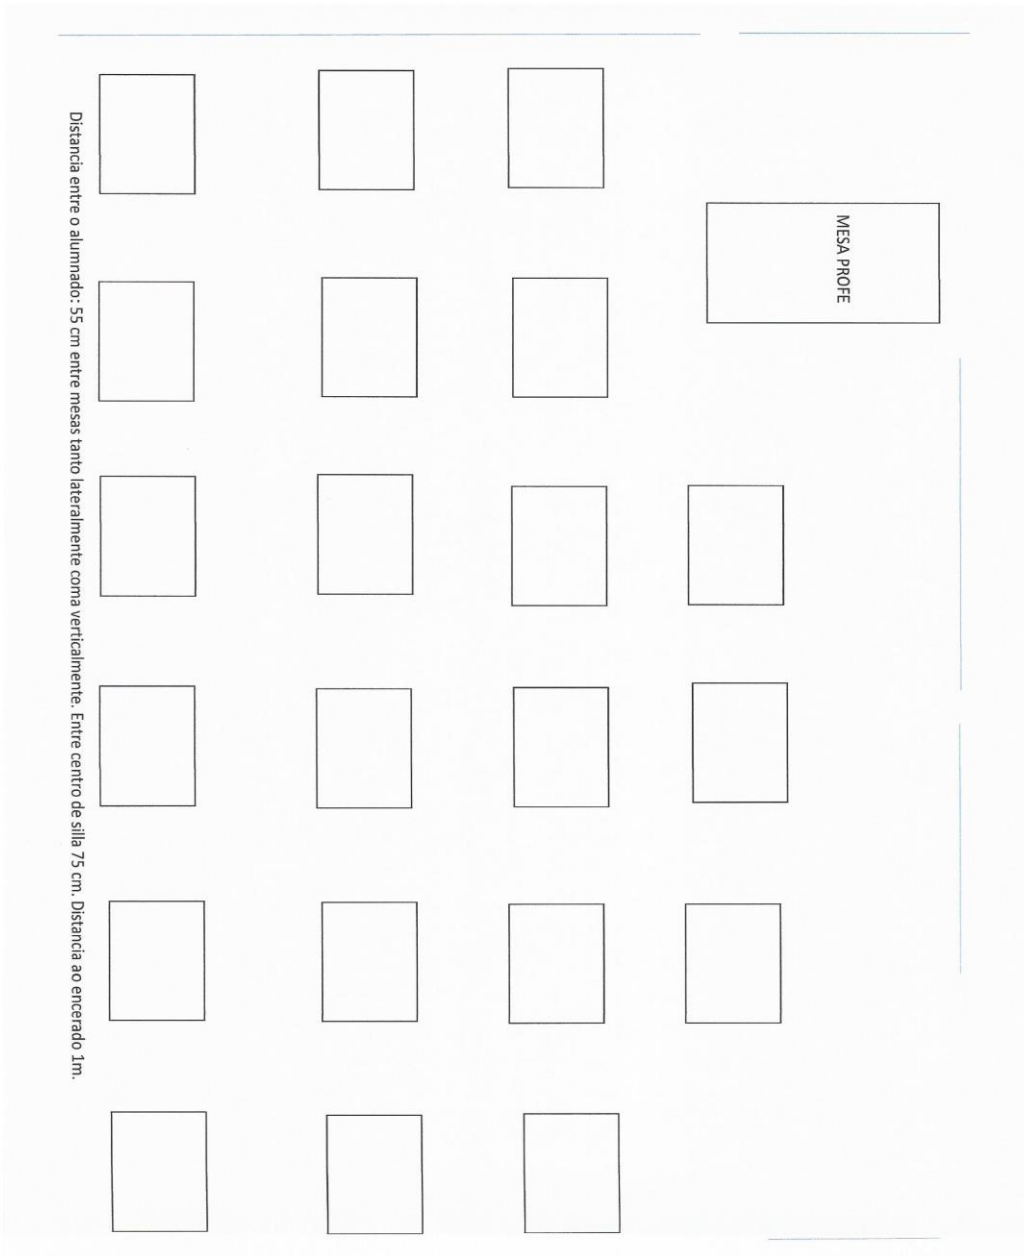 MESA PROFE
Distancia entre o alumnado: 55 cm entre mesas tanto lateralmente coma verticalmente. Entre centro de silla 75 cm. Distancia ao encerado 1m.